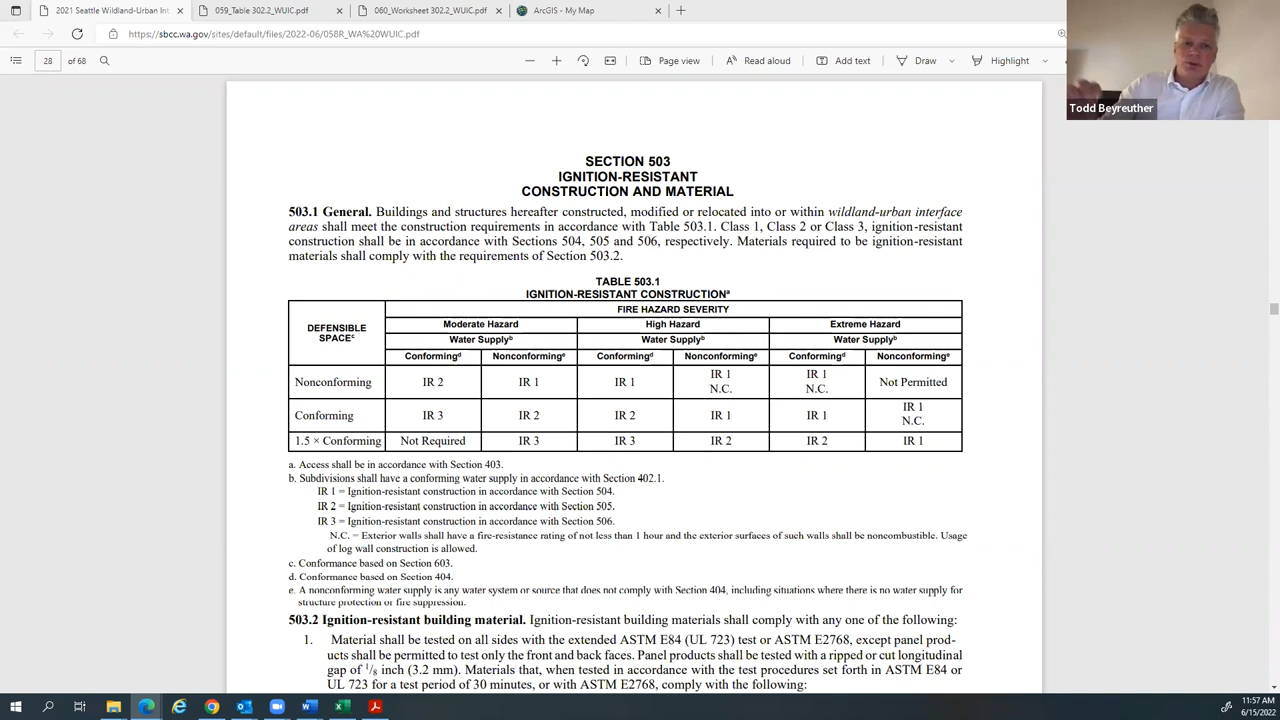 2021 Seattle Wildland-Urban Int
059_Table 302.2_WUIC.pdf
060_Worksheet 302.2_WUIC.pdf
ArcGIS - My Map
https://sbcc.wa.gov/sites/default/files/2022-06/058R_WA%20WUIC.pdf
28 of 68
Page view
Read aloud
Add text
Draw
Highlight
Todd Beyreuther
SECTION 503
IGNITION-RESISTANT
CONSTRUCTION AND MATERIAL
503.1 General. Buildings and structures hereafter constructed, modified or relocated into or within wildland-urban interface
areas shall meet the construction requirements in accordance with Table 503.1. Class 1, Class 2 or Class 3, ignition-resistant
construction shall be in accordance with Sections 504, 505 and 506, respectively. Materials required to be ignition-resistant
materials shall comply with the requirements of Section 503.2.
TABLE 503.1
IGNITION-RESISTANT CONSTRUCTIONa
DEFENSIBLE
SPACEc
FIRE HAZARD SEVERITY
Moderate Hazard High Hazard Extreme Hazard
Water Supplyb Water Supplyb Water Supplyb
Conformingd Nonconforminge Conformingd Nonconforminge Conformingd Nonconforminge
Nonconforming IR 2 IR 1 IR 1 IR 1 N.C. IR 1 N.C. Not Permitted
Conforming IR 3 IR 2 IR 2 IR 1 IR 1 IR 1 N.C.
1.5 × Conforming Not Required IR 3 IR 3 IR 2 IR 2 IR 1
a. Access shall be in accordance with Section 403.
b. Subdivisions shall have a conforming water supply in accordance with Section 402.1.
IR 1 = Ignition-resistant construction in accordance with Section 504.
IR 2 = Ignition-resistant construction in accordance with Section 505.
IR 3 = Ignition-resistant construction in accordance with Section 506.
N.C. = Exterior walls shall have a fire-resistance rating of not less than 1 hour and the exterior surfaces of such walls shall be noncombustible. Usage
of log wall construction is allowed.
c. Conformance based on Section 603.
d. Conformance based on Section 404.
e. A nonconforming water supply is any water system or source that does not comply with Section 404, including situations where there is no water supply for
structure protection or fire suppression.
503.2 Ignition-resistant building material. Ignition-resistant building materials shall comply with any one of the following:
1. Material shall be tested on all sides with the extended ASTM E84 (UL 723) test or ASTM E2768, except panel prod-
ucts shall be permitted to test only the front and back faces. Panel products shall be tested with a ripped or cut longitudinal
gap of 1/8 inch (3.2 mm). Materials that, when tested in accordance with the test procedures set forth in ASTM E84 or
UL 723 for a test period of 30 minutes, or with ASTM E2768, comply with the following:
11:57 AM
6/15/2022